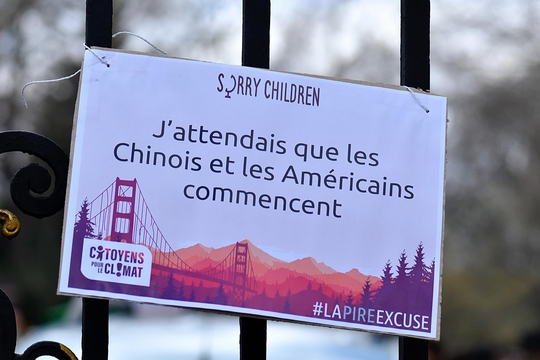 SORRY CHILDREN
J'attendais que les
Chinois et les Américains
commencent
CITOYENS
POUR
LE CLIMAT
#LAPIREEXCUSE